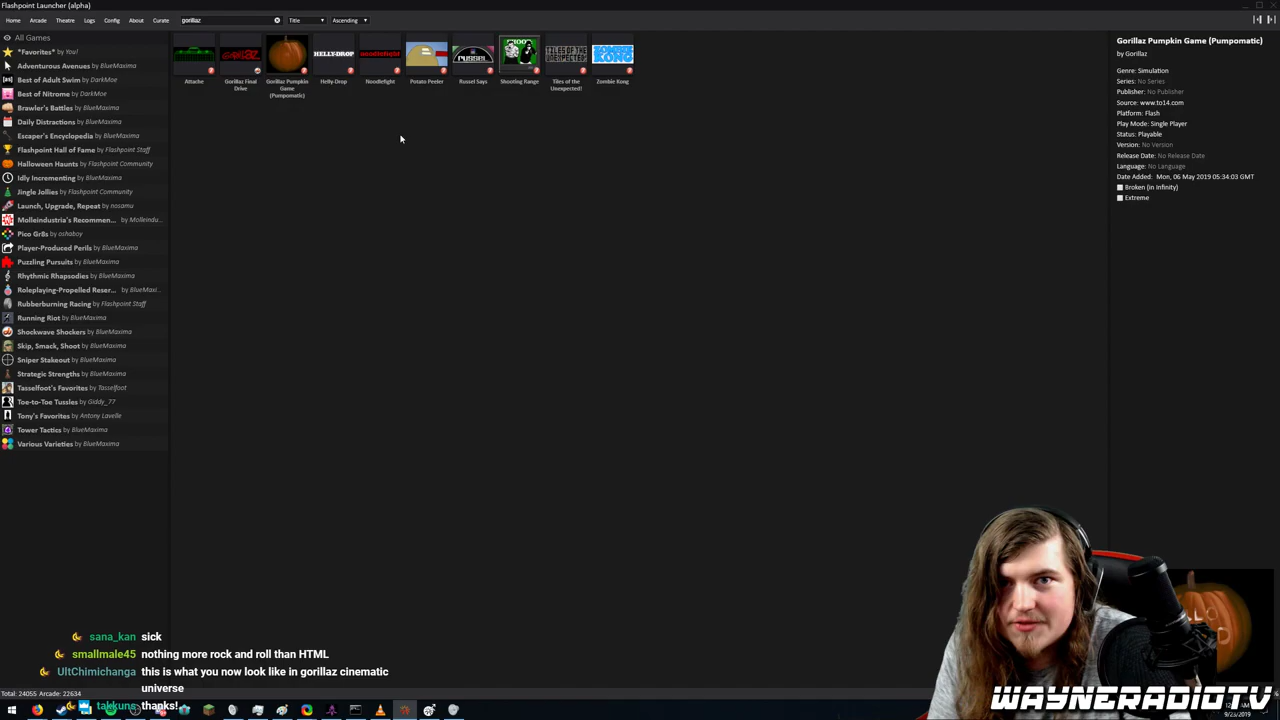 Flashpoint Launcher (alpha)
Home Arcade Theatre Logs Config About Curate gorillaz Title Ascending
All Games
*Favorites* by You!
Adventurous Avenues by BlueMaxima
Best of Adult Swim by DarkMoe
Best of Nitrome by DarkMoe
Brawler's Battles by BlueMaxima
Daily Distractions by BlueMaxima
Escaper's Encyclopedia by BlueMaxima
Flashpoint Hall of Fame by Flashpoint Staff
Halloween Haunts by Flashpoint Community
Idly Incrementing by BlueMaxima
Jingle Jollies by Flashpoint Community
Launch, Upgrade, Repeat by nosamu
Molleindustria's Recommen... by Molleindu...
Pico Gr8s by oshaboy
Player-Produced Perils by BlueMaxima
Puzzling Pursuits by BlueMaxima
Rhythmic Rhapsodies by BlueMaxima
Roleplaying-Propelled Reser... by BlueMaxi...
Rubberburning Racing by Flashpoint Staff
Running Riot by BlueMaxima
Shockwave Shockers by BlueMaxima
Skip, Smack, Shoot by BlueMaxima
Sniper Stakeout by BlueMaxima
Strategic Strengths by BlueMaxima
Tasselfoot's Favorites by Tasselfoot
Toe-to-Toe Tussles by Giddy_77
Tony's Favorites by Antony Lavelle
Tower Tactics by BlueMaxima
Various Varieties by BlueMaxima
HELLY-DROP
noodlefight
RUSSEL
TILES OF THE UNEXPECTED!
ZOMBIE KONG
Attache
Gorillaz Final Drive
Gorillaz Pumpkin Game (Pumpomatic)
Helly-Drop
Noodlefight
Potato Peeler
Russel Says
Shooting Range
Tiles of the Unexpected!
Zombie Kong
Gorillaz Pumpkin Game (Pumpomatic)
by Gorillaz
Genre: Simulation
Series: No Series
Publisher: No Publisher
Source: www.to14.com
Platform: Flash
Play Mode: Single Player
Status: Playable
Version: No Version
Release Date: No Release Date
Language: No Language
Date Added: Mon, 06 May 2019 05:34:03 GMT
Broken (in Infinity)
Extreme
sana_kan sick
smallmale45 nothing more rock and roll than HTML
UltChimichanga this is what you now look like in gorillaz cinematic
universe
takkuns thanks!
Total: 24055 Arcade: 22634
WAYNERADIOTV
9/23/2019